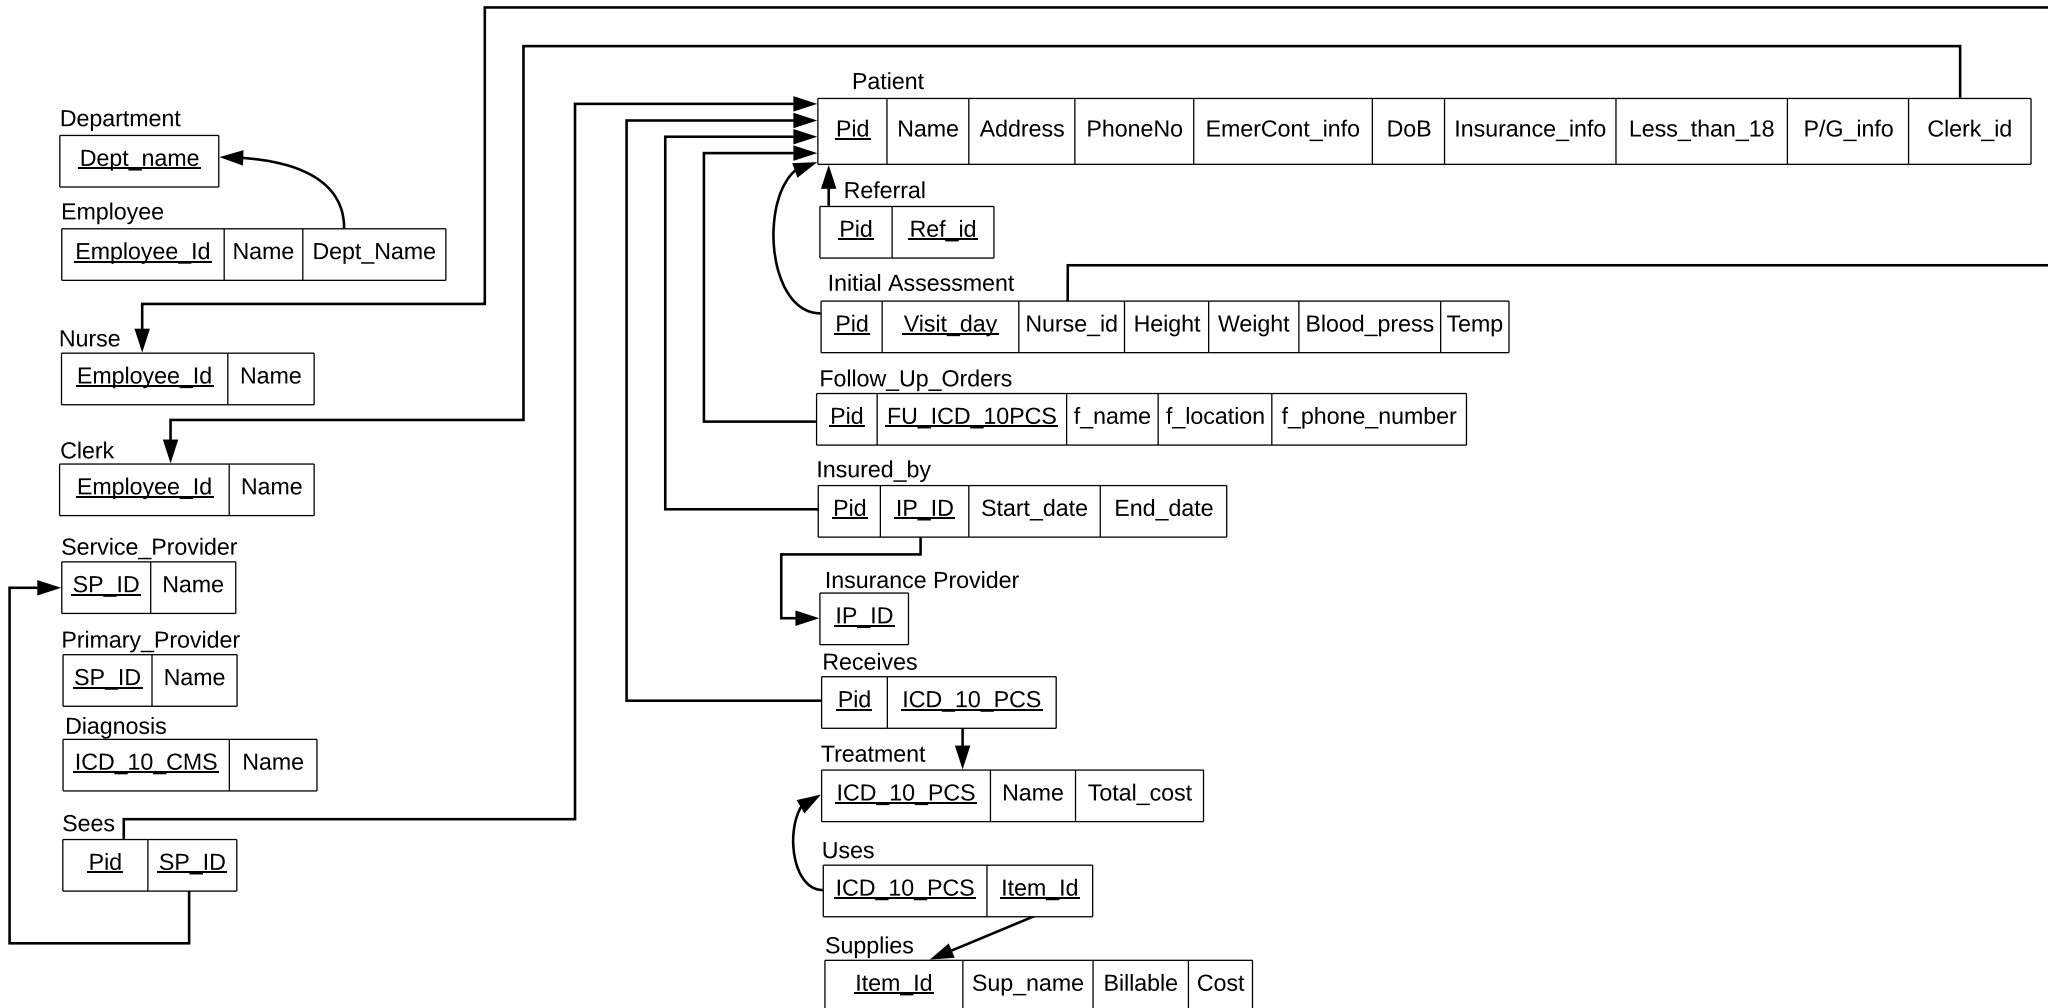 Department
Dept_name
Employee
Employee_Id Name Dept_Name
Nurse
Employee_Id Name
Clerk
Employee_Id Name
Service_Provider
SP_ID Name
Primary_Provider
SP_ID Name
Diagnosis
ICD_10_CMS Name
Sees
Pid SP_ID
Patient
Pid Name Address PhoneNo EmerCont_info DoB Insurance_info Less_than_18 P/G_info Clerk_id
Referral
Pid Ref_id
Initial Assessment
Pid Visit_day Nurse_id Height Weight Blood_press Temp
Follow_Up_Orders
Pid FU_ICD_10PCS f_name f_location f_phone_number
Insured_by
Pid IP_ID Start_date End_date
Insurance Provider
IP_ID
Receives
Pid ICD_10_PCS
Treatment
ICD_10_PCS Name Total_cost
Uses
ICD_10_PCS Item_Id
Supplies
Item_Id Sup_name Billable Cost